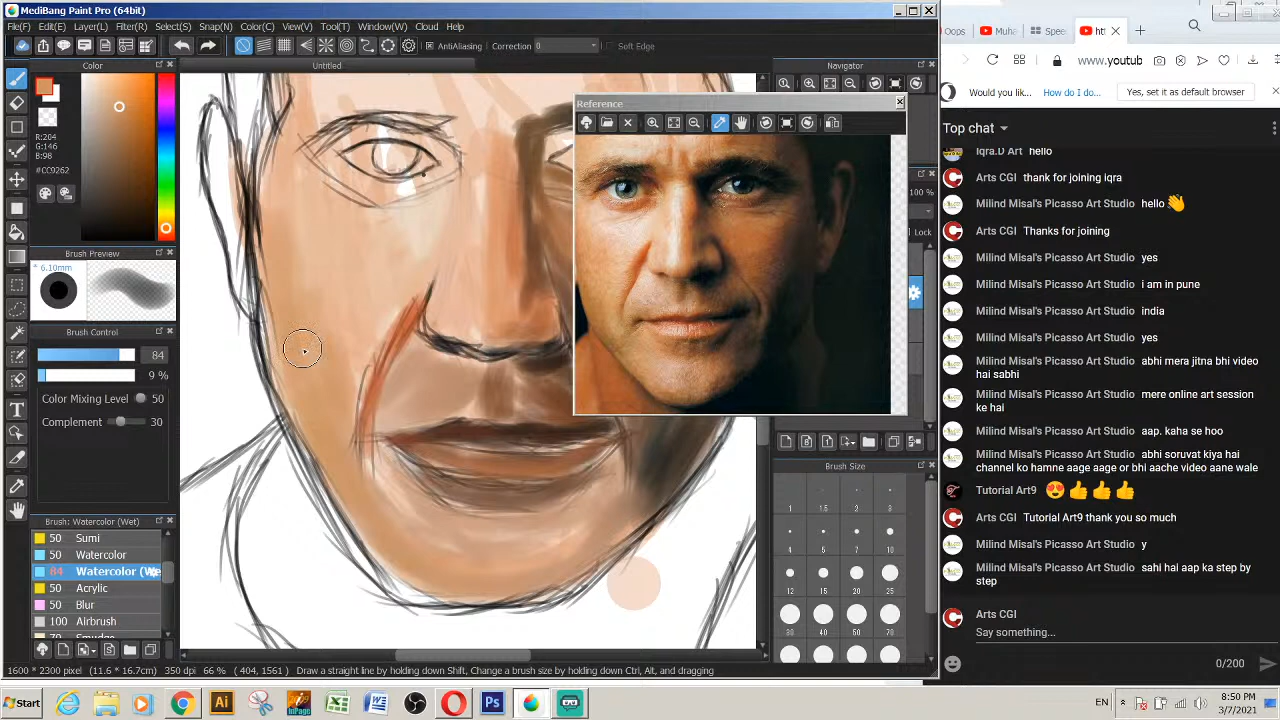 MediBang Paint Pro (64bit)
File(F) Edit(E) Layer(L) Filter(R) Select(S) Snap(N) Color(C) View(V) Tool(T) Window(W) Cloud Help
AntiAliasing Correction 0 Soft Edge
Color
Untitled
Navigator
R:204
G:146
B:98
#CC9262
Brush Preview
* 6.10mm
Brush Control
84
9 %
Color Mixing Level 50
Complement 30
Brush: Watercolor (Wet)
50 Sumi
50 Watercolor
84 Watercolor (We
50 Acrylic
50 Blur
100 Airbrush
Reference
100 %
Lock
Brush Size
1 1.5 2 3
4 5 7 10
12 15 20 25
30 40 50 70
1600 * 2300 pixel (11.6 * 16.7cm) 350 dpi 66 % ( 404, 1561) Draw a straight line by holding down Shift, Change a brush size by holding down Ctrl, Alt, and dragging
Oops Muha Spee htt
www.youtub
Would you like. How do I do... Yes, set it as default browser
Top chat
Iqra.D Art hello
Arts CGI thank for joining iqra
Milind Misal's Picasso Art Studio hello 👋
Arts CGI Thanks for joining
Milind Misal's Picasso Art Studio yes
Milind Misal's Picasso Art Studio i am in pune
Milind Misal's Picasso Art Studio india
Milind Misal's Picasso Art Studio yes
Milind Misal's Picasso Art Studio abhi mera jitna bhi video
hai sabhi
Milind Misal's Picasso Art Studio mere online art session
ke hai
Milind Misal's Picasso Art Studio aap. kaha se hoo
Milind Misal's Picasso Art Studio abhi soruvat kiya hai
channel ko hamne aage aage or bhi aache video aane wale
Tutorial Art9 😍👍👍👍
Arts CGI Tuturial Art9 thank you so much
Milind Misal's Picasso Art Studio y
Milind Misal's Picasso Art Studio sahi hai aap ka step by
step
Arts CGI
Say something...
0/200
Start
EN
8:50 PM
3/7/2021